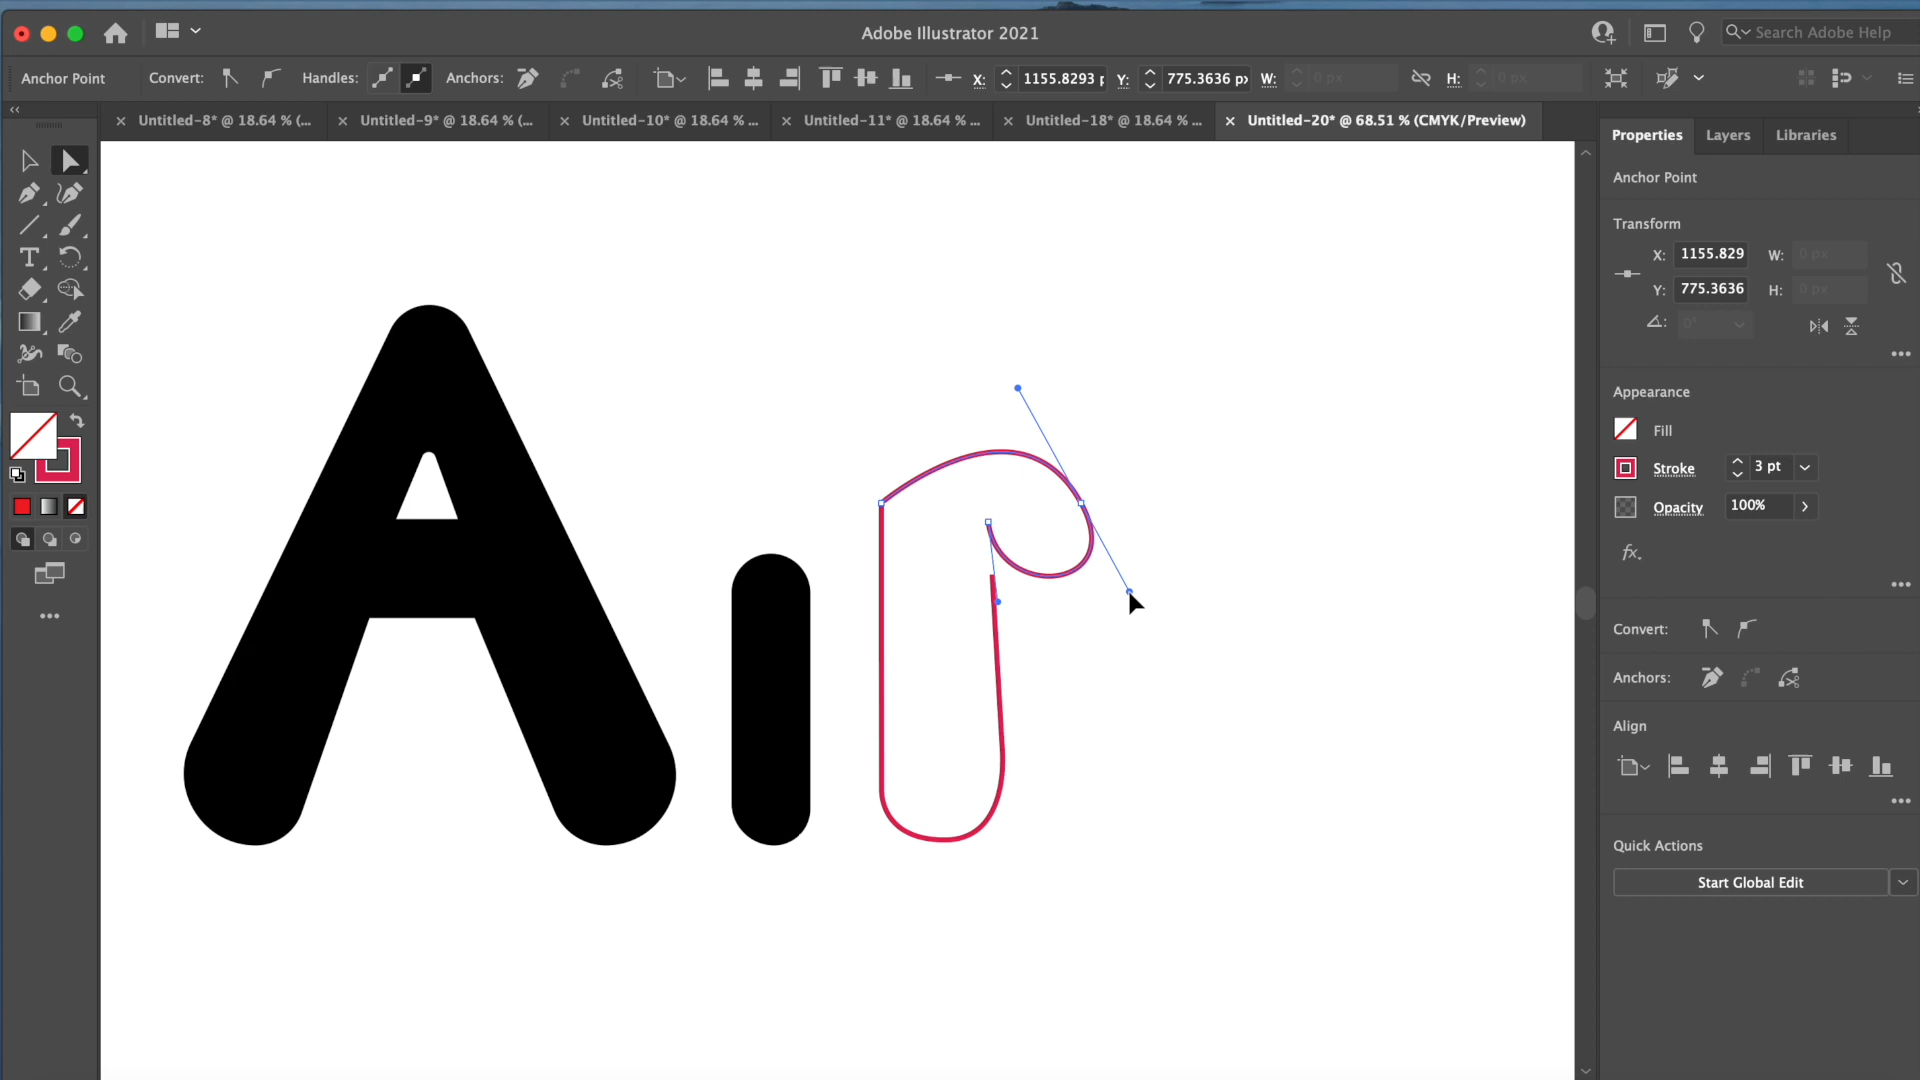 Adobe Illustrator 2021
Search Adobe Help
Anchor Point Convert: Handles: Anchors: X: 1155.8293 p Y: 775.3636 px W: 0 px H: 0 px
Untitled-8* @ 18.64 % (... Untitled-9* @ 18.64 % (... Untitled-10* @ 18.64 % ... Untitled-11* @ 18.64 % ... Untitled-18* @ 18.64 % ... Untitled-20* @ 68.51 % (CMYK/Preview)
Properties Layers Libraries
Anchor Point
Transform
X: 1155.829 W: 0 px
Y: 775.3636 H: 0 px
0°
Appearance
Fill
Stroke 3 pt
Opacity 100%
fx.
Convert:
Anchors:
Align
Quick Actions
Start Global Edit
Aır